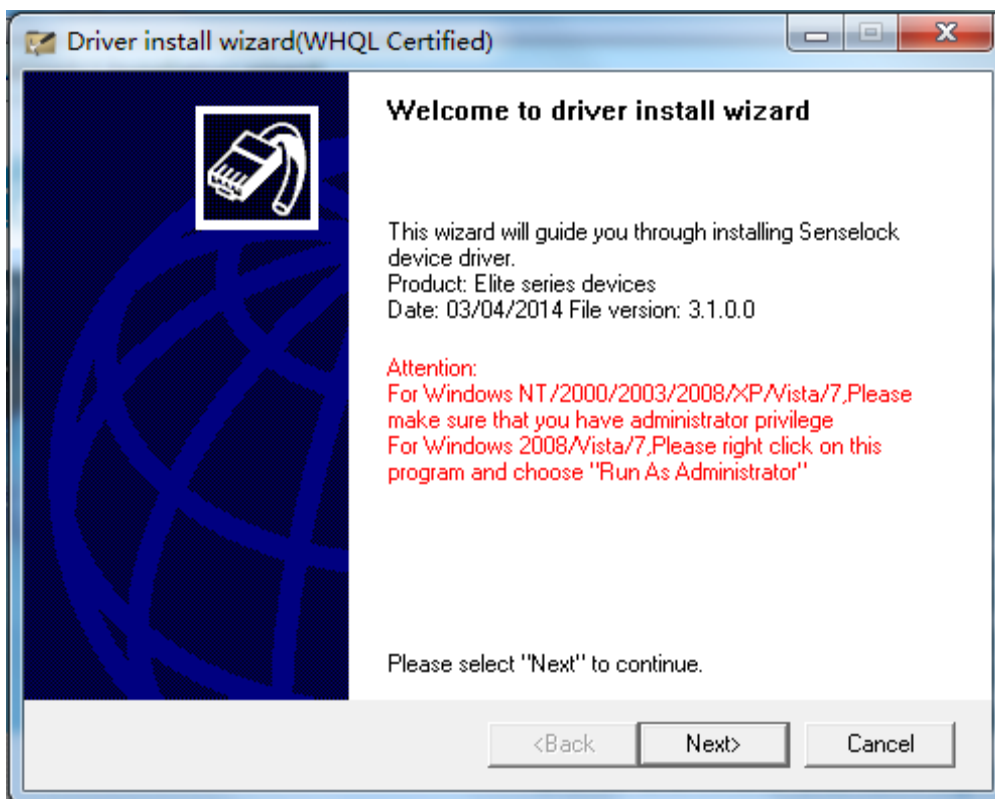 Driver install wizard(WHQL Certified)
Welcome to driver install wizard
This wizard will guide you through installing Senselock
device driver.
Product: Elite series devices
Date: 03/04/2014 File version: 3.1.0.0
Attention:
For Windows NT/2000/2003/2008/XP/Vista/7,Please
make sure that you have administrator privilege
For Windows 2008/Vista/7,Please right click on this
program and choose "Run As Administrator"
Please select "Next" to continue.
<Back Next> Cancel